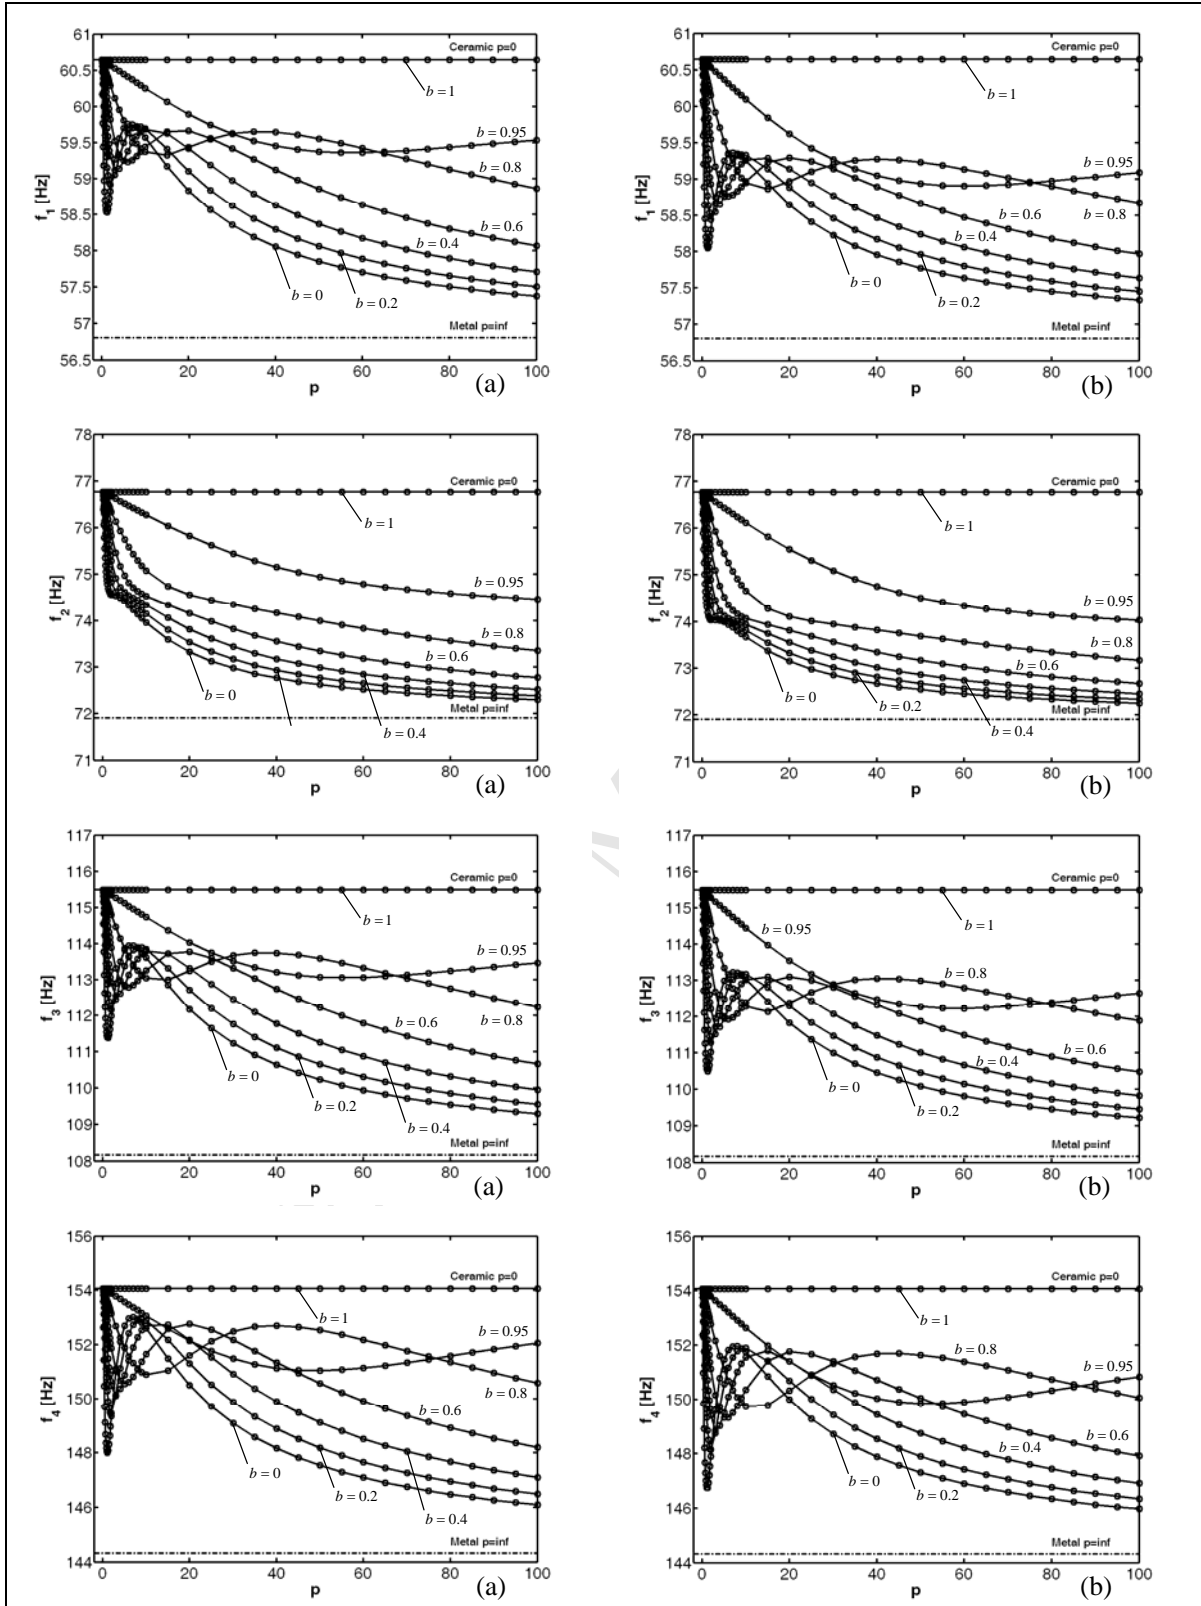 61
60.5
60
59.5
59
58.5
58
57.5
57
56.5
f1 [Hz]
0 20 40 60 80 100
p
Ceramic p=0
b = 1
b = 0.95
b = 0.8
b = 0.6
b = 0.4
b = 0.2
b = 0
Metal p=inf
(a)
61
60.5
60
59.5
59
58.5
58
57.5
57
56.5
f1 [Hz]
0 20 40 60 80 100
p
Ceramic p=0
b = 1
b = 0.95
b = 0.8
b = 0.6
b = 0.4
b = 0.2
b = 0
Metal p=inf
(b)
78
77
76
75
74
73
72
71
f2 [Hz]
0 20 40 60 80 100
p
Ceramic p=0
b = 1
b = 0.95
b = 0.8
b = 0.6
b = 0
b = 0.4
Metal p=inf
(a)
78
77
76
75
74
73
72
71
f2 [Hz]
0 20 40 60 80 100
p
Ceramic p=0
b = 1
b = 0.95
b = 0.8
b = 0.6
b = 0
b = 0.2
b = 0.4
Metal p=inf
(b)
117
116
115
114
113
112
111
110
109
108
f3 [Hz]
0 20 40 60 80 100
p
Ceramic p=0
b = 1
b = 0.95
b = 0.8
b = 0.6
b = 0
b = 0.2
b = 0.4
Metal p=inf
(a)
117
116
115
114
113
112
111
110
109
108
f3 [Hz]
0 20 40 60 80 100
p
Ceramic p=0
b = 1
b = 0.95
b = 0.8
b = 0.6
b = 0.4
b = 0
b = 0.2
Metal p=inf
(b)
156
154
152
150
148
146
144
f4 [Hz]
0 20 40 60 80 100
p
Ceramic p=0
b = 1
b = 0.95
b = 0.8
b = 0.6
b = 0
b = 0.2
b = 0.4
Metal p=inf
(a)
156
154
152
150
148
146
144
f4 [Hz]
0 20 40 60 80 100
p
Ceramic p=0
b = 1
b = 0.8
b = 0.95
b = 0.6
b = 0.4
b = 0
b = 0.2
Metal p=inf
(b)